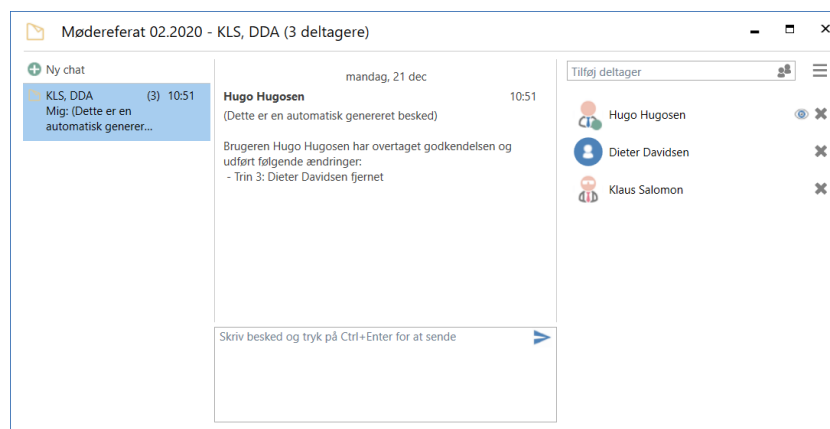 Mødereferat 02.2020 - KLS, DDA (3 deltagere)
Ny chat
KLS, DDA (3) 10:51
Mig: (Dette er en
automatisk generer...
mandag, 21 dec
Hugo Hugosen 10:51
(Dette er en automatisk genereret besked)
Brugeren Hugo Hugosen har overtaget godkendelsen og
udført følgende ændringer:
- Trin 3: Dieter Davidsen fjernet
Skriv besked og tryk på Ctrl+Enter for at sende
Tilføj deltager
Hugo Hugosen
Dieter Davidsen
Klaus Salomon